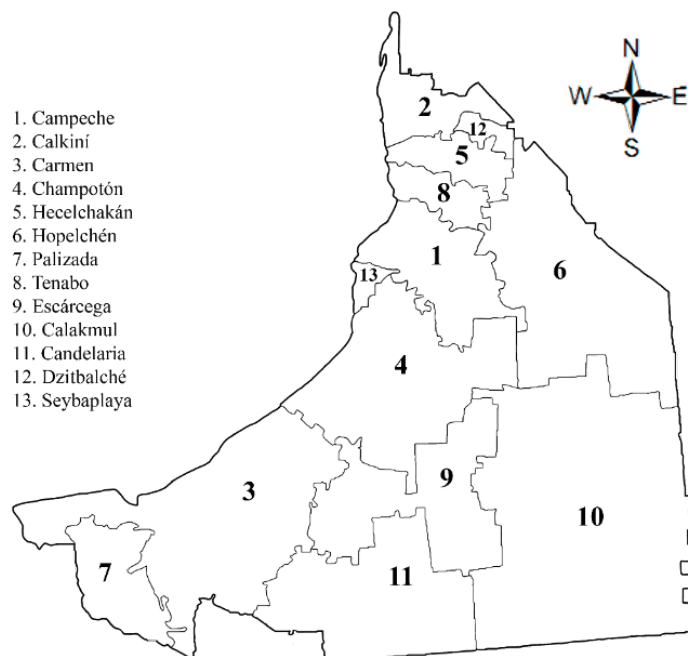 1. Campeche
2. Calkiní
3. Carmen
4. Champotón
5. Hecelchakán
6. Hopelchén
7. Palizada
8. Tenabo
9. Escárcega
10. Calakmul
11. Candelaria
12. Dzitbalché
13. Seybaplaya
N
W E
S
2
12
5
8
1
6
13
4
9
3
10
7
11